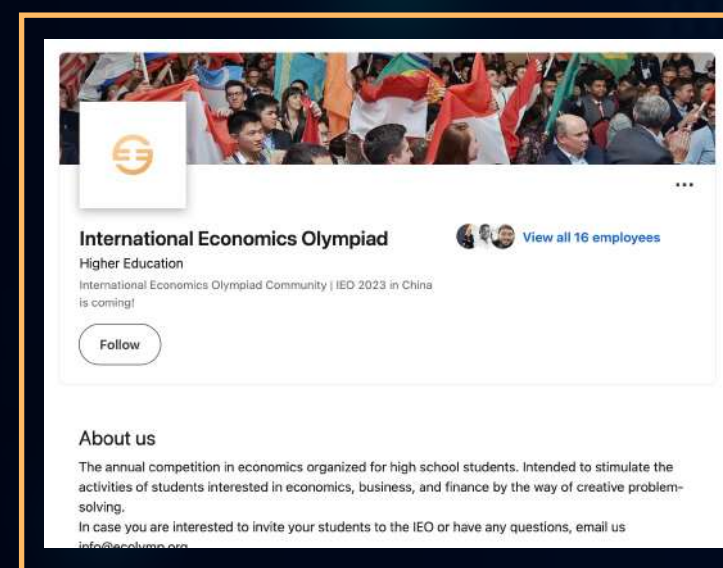 International Economics Olympiad
View all 16 employees
Higher Education
International Economics Olympiad Community | IEO 2023 in China
is coming!
Follow
About us
The annual competition in economics organized for high school students. Intended to stimulate the
activities of students interested in economics, business, and finance by the way of creative problem-
solving.
In case you are interested to invite your students to the IEO or have any questions, email us
info@ecolymp.org